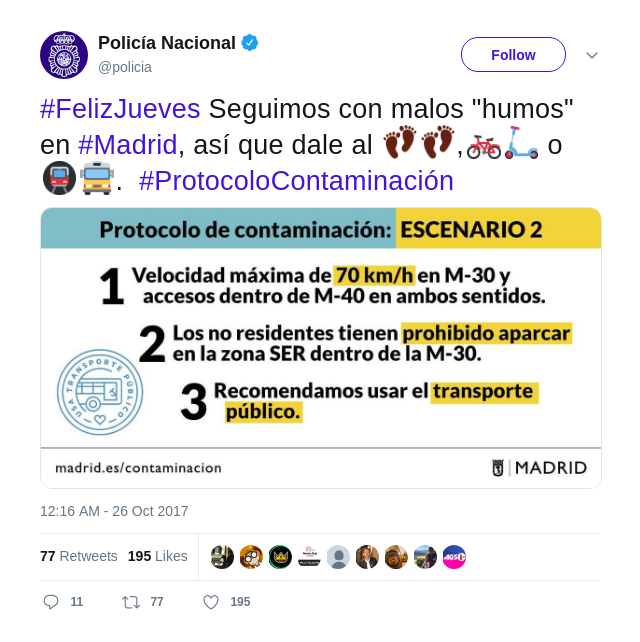 Policía Nacional
@policia
Follow
#FelizJueves Seguimos con malos "humos"
en #Madrid, así que dale al 👣👣,🚲🛴 o
🚇🚎. #ProtocoloContaminación
Protocolo de contaminación: ESCENARIO 2
1 Velocidad máxima de 70 km/h en M-30 y
accesos dentro de M-40 en ambos sentidos.
2 Los no residentes tienen prohibido aparcar
en la zona SER dentro de la M-30.
3 Recomendamos usar el transporte
público.
USA TRANSPORTE PÚBLICO
madrid.es/contaminacion
MADRID
12:16 AM - 26 Oct 2017
77 Retweets 195 Likes
11 77 195